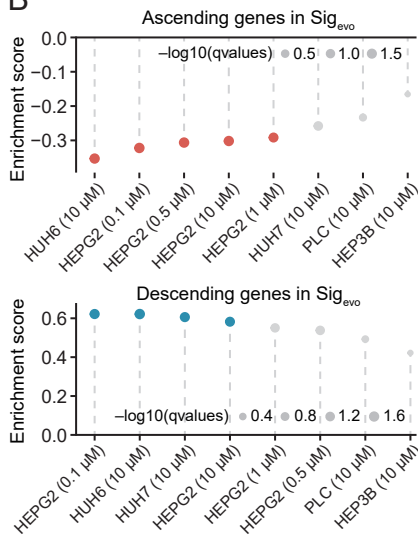 B
Ascending genes in Sigevo
Enrichment score
0.0
−0.1
−0.2
−0.3
−log10(qvalues) 0.5 1.0 1.5
HUH6 (10 μM)
HEPG2 (0.1 μM)
HEPG2 (0.5 μM)
HEPG2 (10 μM)
HEPG2 (1 μM)
HUH7 (10 μM)
PLC (10 μM)
HEP3B (10 μM)
Descending genes in Sigevo
Enrichment score
0.6
0.4
0.2
0.0
−log10(qvalues) 0.4 0.8 1.2 1.6
HEPG2 (0.1 μM)
HUH6 (10 μM)
HUH7 (10 μM)
HEPG2 (10 μM)
HEPG2 (1 μM)
HEPG2 (0.5 μM)
PLC (10 μM)
HEP3B (10 μM)